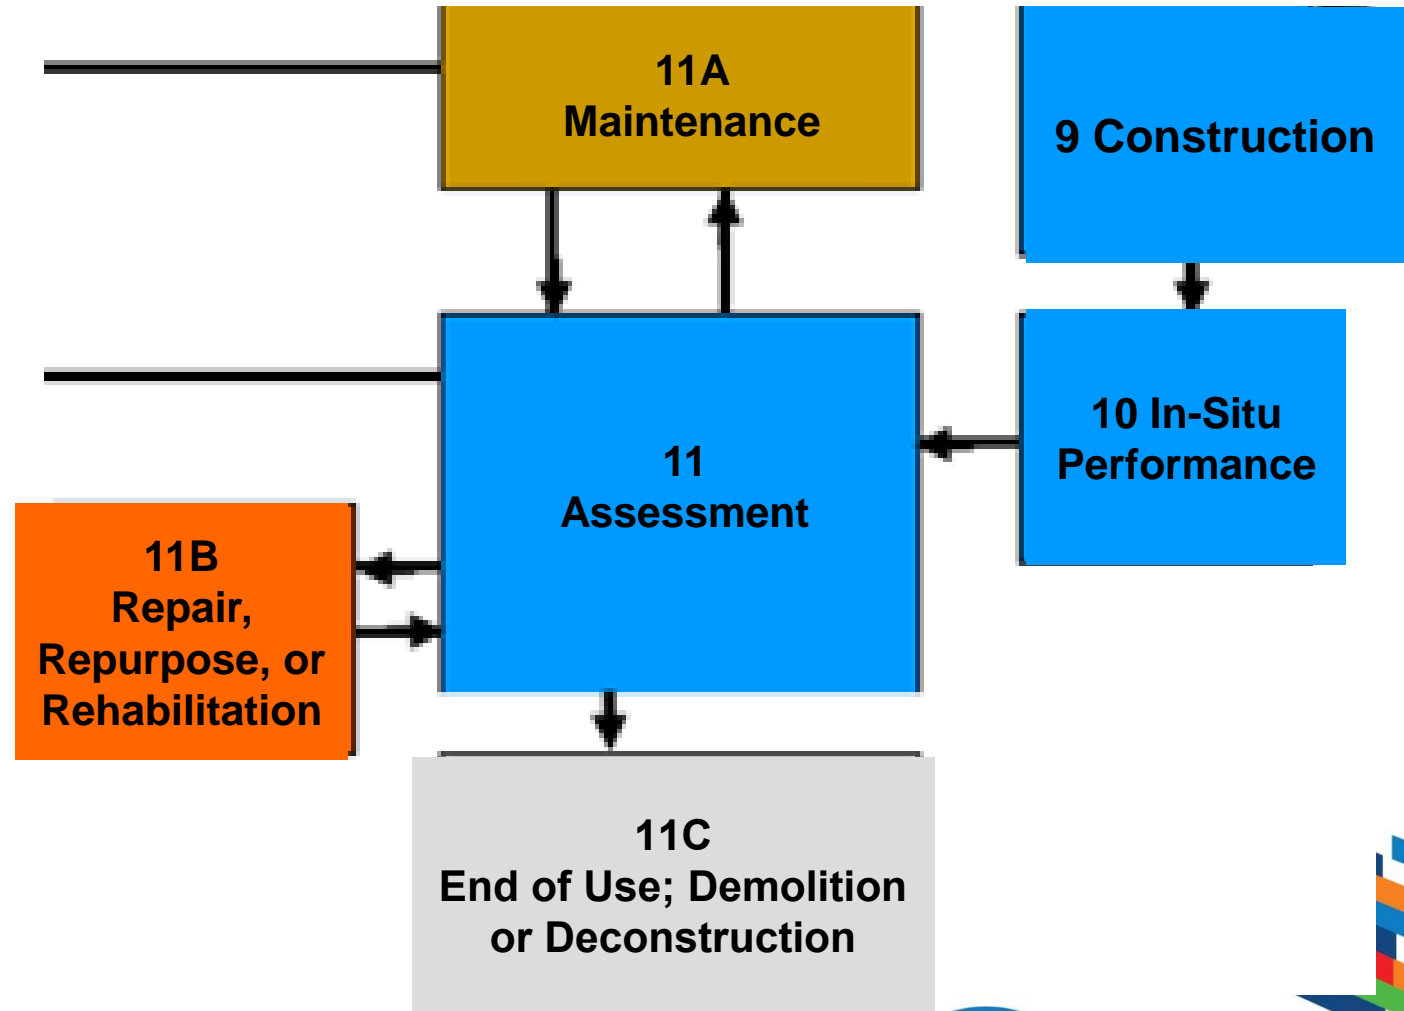 11A
Maintenance
9 Construction
10 In-Situ
Performance
11
Assessment
11B
Repair,
Repurpose, or
Rehabilitation
11C
End of Use; Demolition
or Deconstruction